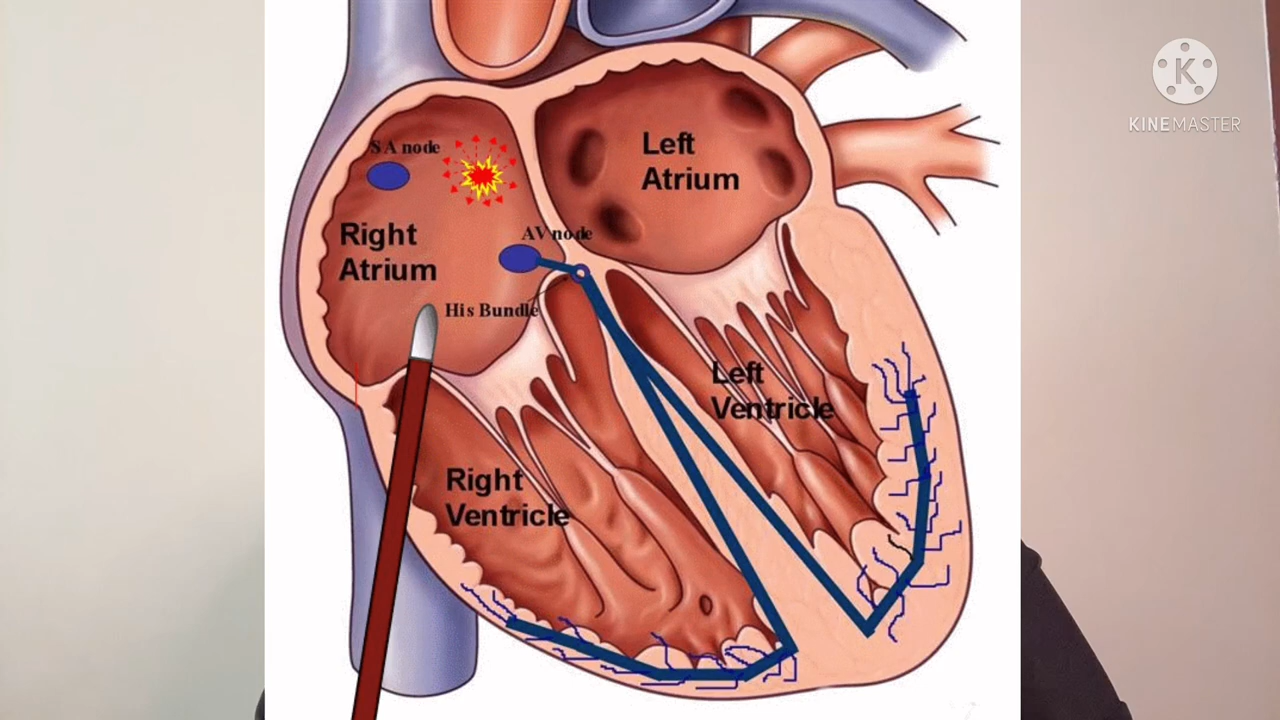 K
KINEMASTER
Left
Atrium
SA node
Right
Atrium
AV node
His Bundle
Left
Ventricle
Right
Ventricle